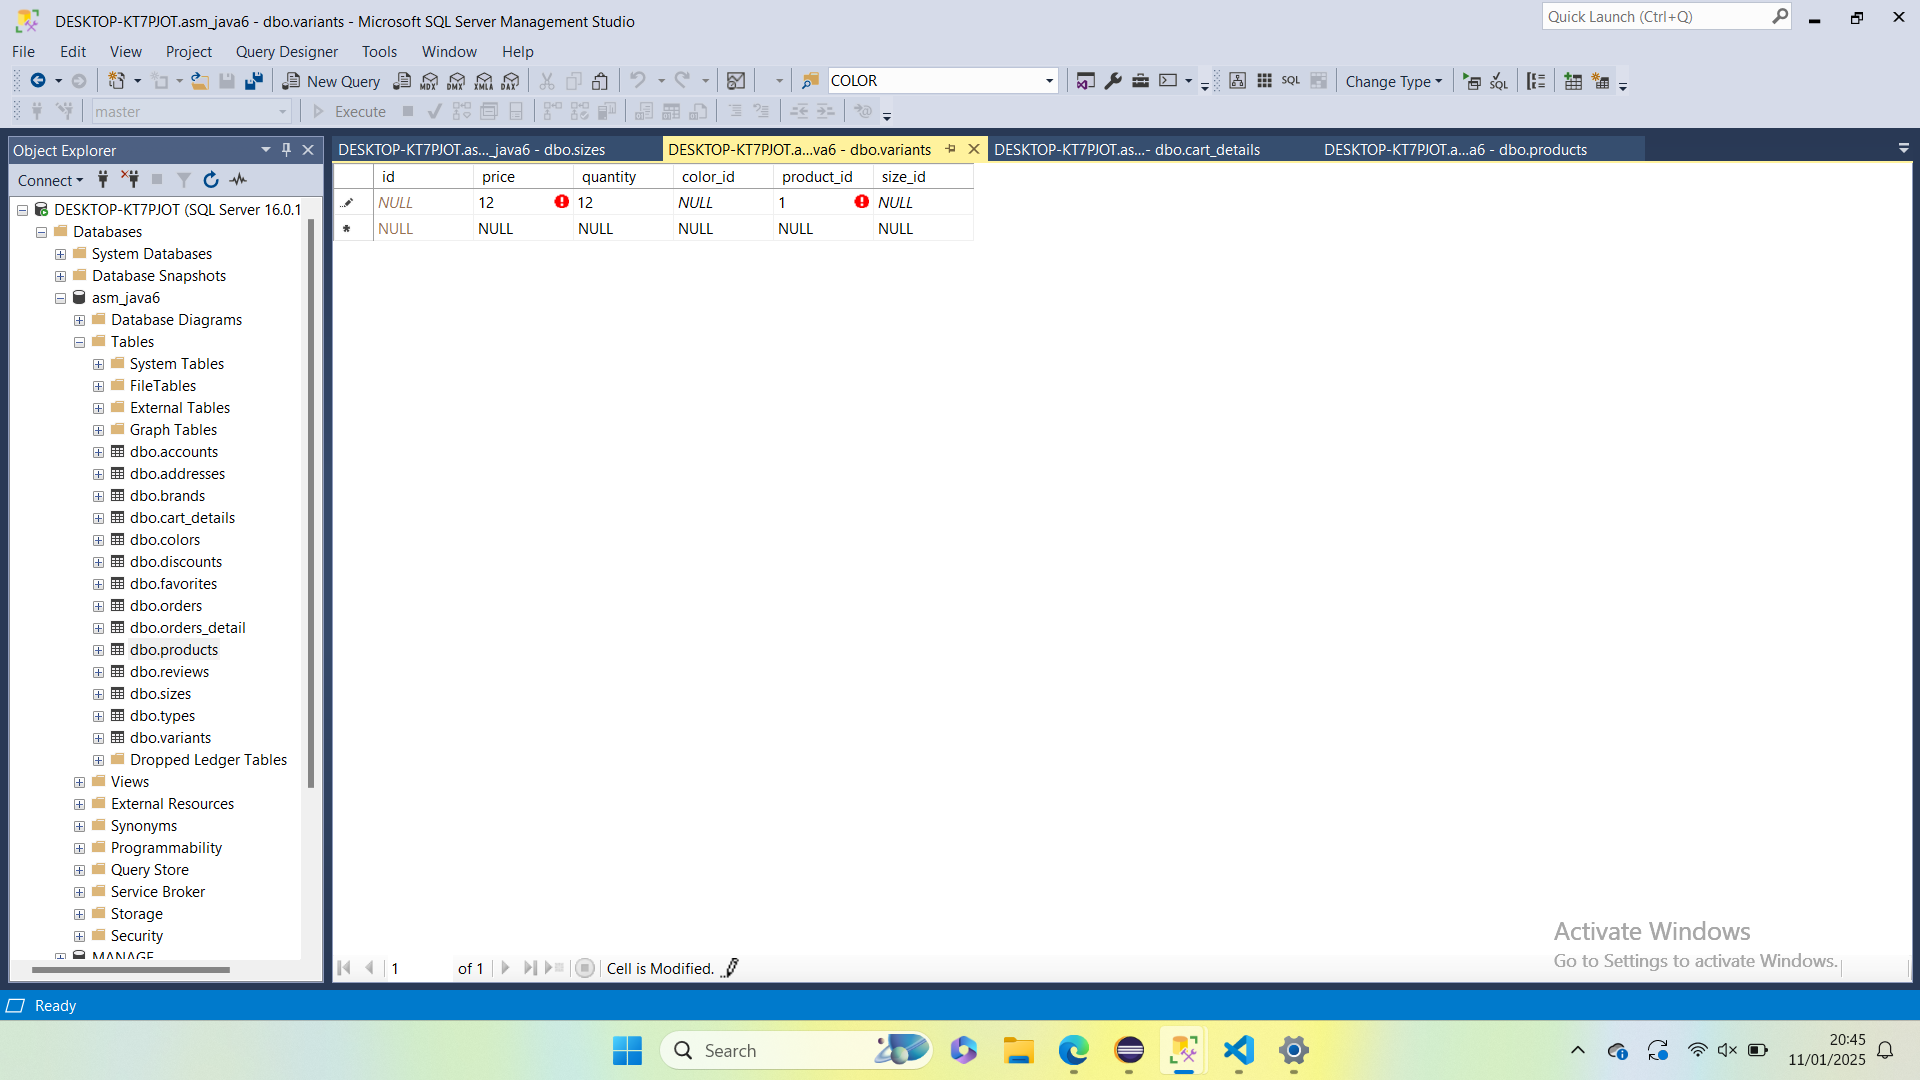 DESKTOP-KT7PJOT.asm_java6 - dbo.variants - Microsoft SQL Server Management Studio
Quick Launch (Ctrl+Q)
File Edit View Project Query Designer Tools Window Help
New Query MDX DMX XMLA DAX COLOR SQL Change Type SQL
master Execute
Object Explorer
DESKTOP-KT7PJOT.as..._java6 - dbo.sizes DESKTOP-KT7PJOT.a...va6 - dbo.variants DESKTOP-KT7PJOT.as...- dbo.cart_details DESKTOP-KT7PJOT.a...a6 - dbo.products
Connect
id price quantity color_id product_id size_id
NULL 12 12 NULL 1 NULL
NULL NULL NULL NULL NULL NULL
DESKTOP-KT7PJOT (SQL Server 16.0.1
Databases
System Databases
Database Snapshots
asm_java6
Database Diagrams
Tables
System Tables
FileTables
External Tables
Graph Tables
dbo.accounts
dbo.addresses
dbo.brands
dbo.cart_details
dbo.colors
dbo.discounts
dbo.favorites
dbo.orders
dbo.orders_detail
dbo.products
dbo.reviews
dbo.sizes
dbo.types
dbo.variants
Dropped Ledger Tables
Views
External Resources
Synonyms
Programmability
Query Store
Service Broker
Storage
Security
MANAGE
1 of 1 Cell is Modified.
Activate Windows
Go to Settings to activate Windows.
Ready
Search
20:45
11/01/2025